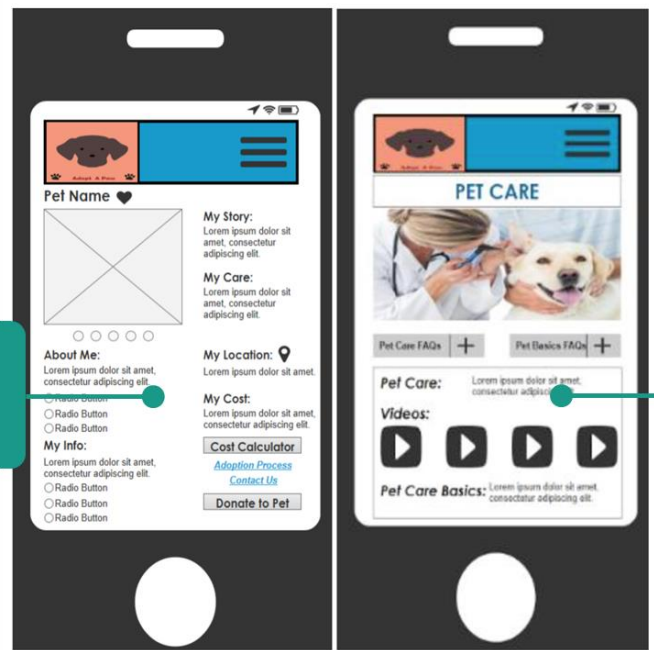 Adopt A Paw
Pet Name
My Story:
Lorem ipsum dolor sit
amet, consectetur
adipiscing elit.
My Care:
Lorem ipsum dolor sit
amet, consectetur
adipiscing elit.
About Me:
Lorem ipsum dolor sit amet,
consectetur adipiscing elit.
Radio Button
Radio Button
Radio Button
My Info:
Lorem ipsum dolor sit amet,
consectetur adipiscing elit.
Radio Button
Radio Button
Radio Button
My Location:
Lorem ipsum dolor sit amet.
My Cost:
Lorem ipsum dolor sit amet,
consectetur adipiscing elit.
Cost Calculator
Adoption Process
Contact Us
Donate to Pet
Adopt A Paw
PET CARE
Pet Care FAQs
Pet Basics FAQs
Pet Care:
Lorem ipsum dolor sit amet,
consectetur
Videos:
Pet Care Basics:
Lorem ipsum dolor sit amet,
consectetur adipiscing elit.